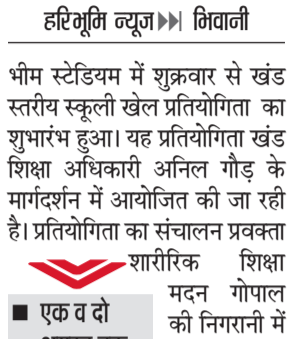 हरिभूमि न्यूज ▶▶| भिवानी
भीम स्टेडियम में शुक्रवार से खंड
स्तरीय स्कूली खेल प्रतियोगिता का
शुभारंभ हुआ। यह प्रतियोगिता खंड
शिक्षा अधिकारी अनिल गौड़ के
मार्गदर्शन में आयोजित की जा रही
है। प्रतियोगिता का संचालन प्रवक्ता
शारीरिक शिक्षा
मदन गोपाल
की निगरानी में
■ एक व दो